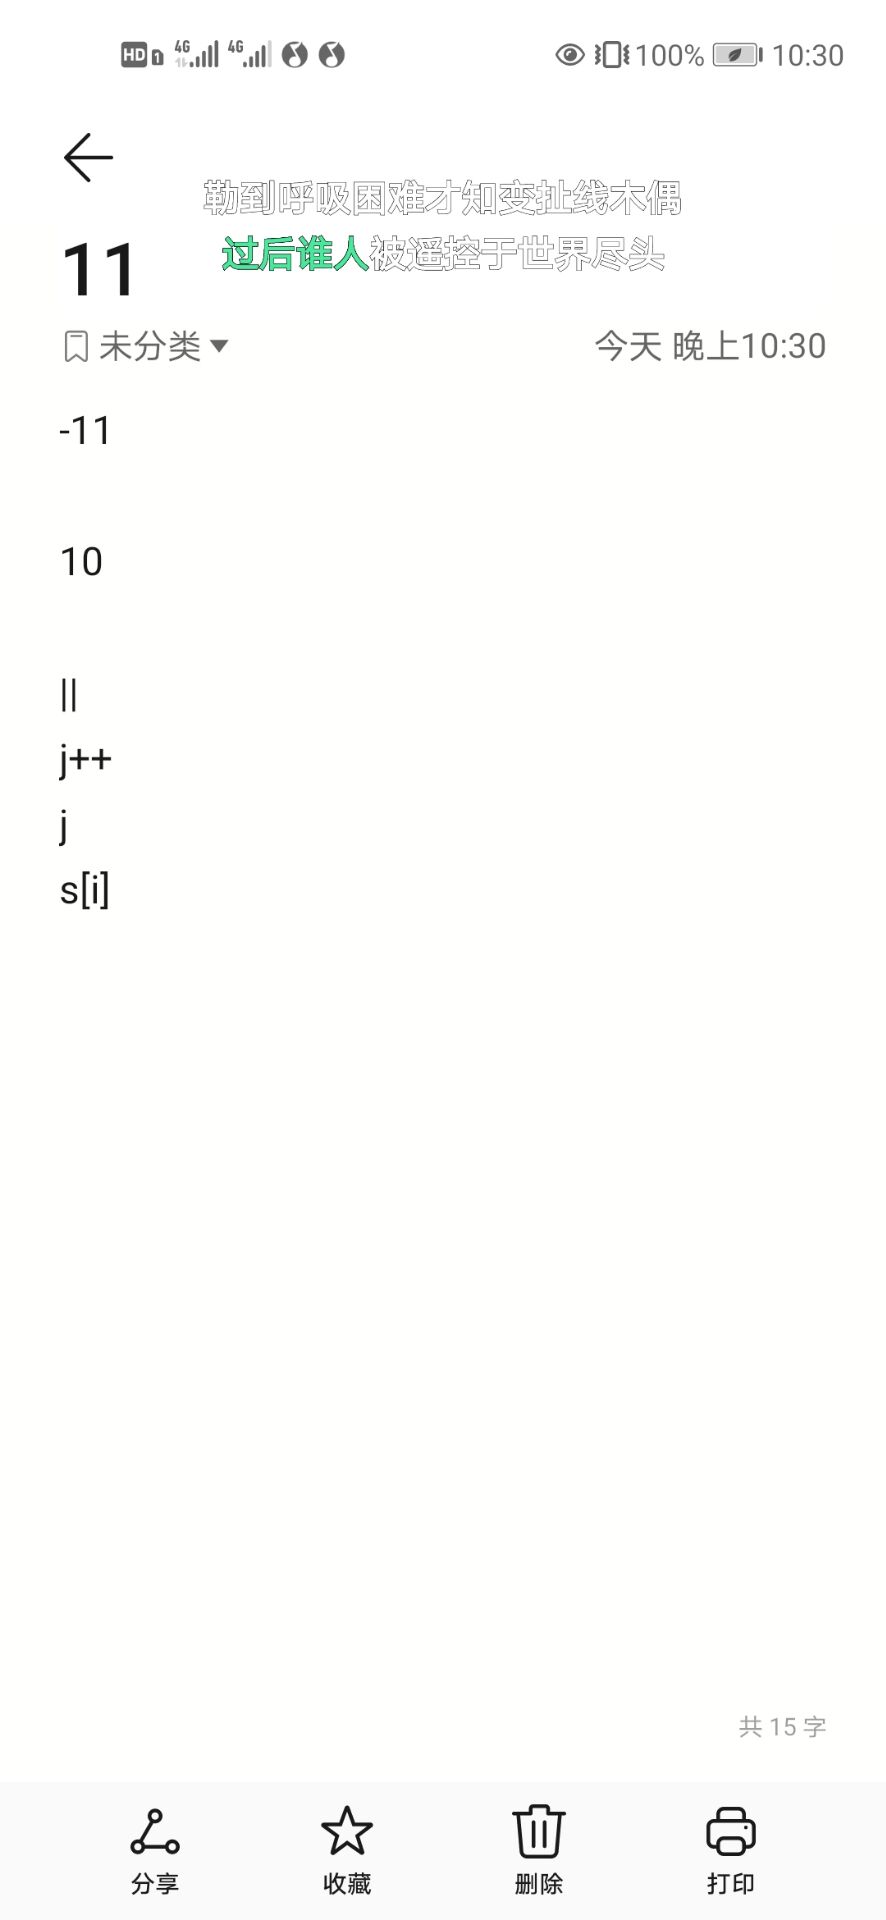 HD 1 4G 4G 100% 10:30
勒到呼吸困难才知变扯线木偶
过后谁人被遥控于世界尽头
11
未分类 今天 晚上10:30
-11
10
||
j++
j
s[i]
共 15 字
分享 收藏 删除 打印